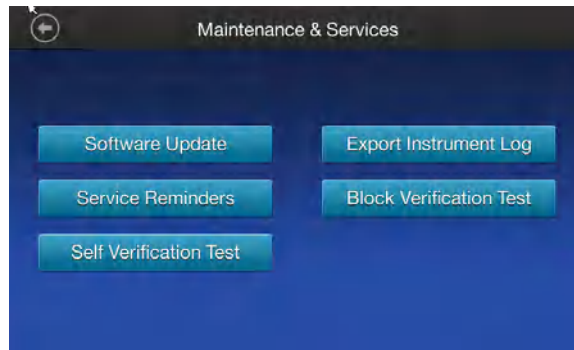 Maintenance & Services
Software Update
Export Instrument Log
Service Reminders
Block Verification Test
Self Verification Test